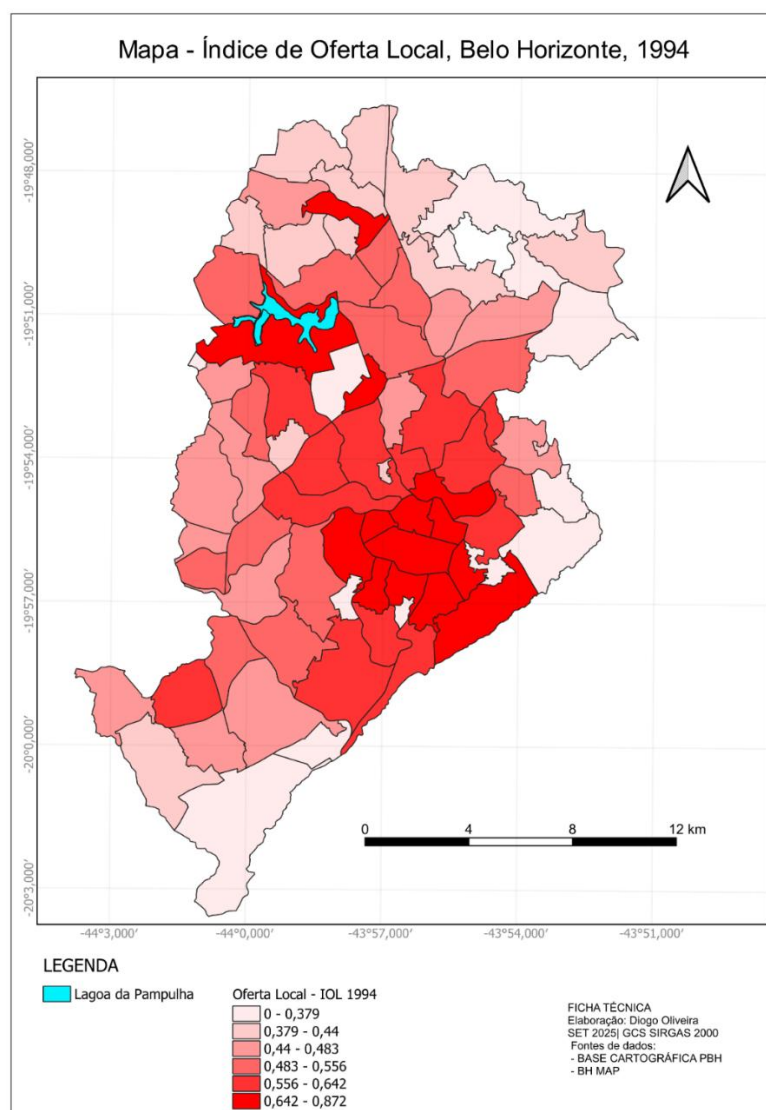 Mapa - Índice de Oferta Local, Belo Horizonte, 1994
-19°48,000′
-19°51,000′
-19°54,000′
-19°57,000′
-20°0,000′
-20°3,000′
0 4 8 12 km
-44°3,000′ -44°0,000′ -43°57,000′ -43°54,000′ -43°51,000′
LEGENDA
Lagoa da Pampulha
Oferta Local - IOL 1994
0 - 0,379
0,379 - 0,44
0,44 - 0,483
0,483 - 0,556
0,556 - 0,642
0,642 - 0,872
FICHA TÉCNICA
Elaboração: Diogo Oliveira
SET 2025| GCS SIRGAS 2000
Fontes de dados:
- BASE CARTOGRÁFICA PBH
- BH MAP